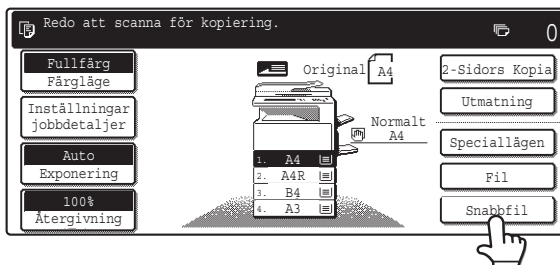 Redo att scanna för kopiering.
0
Fullfärg
Färgläge
Inställningar
jobbdetaljer
Auto
Exponering
100%
Återgivning
Original A4
Normalt
A4
1. A4
2. A4R
3. B4
4. A3
2-Sidors Kopia
Utmatning
Speciallägen
Fil
Snabbfil